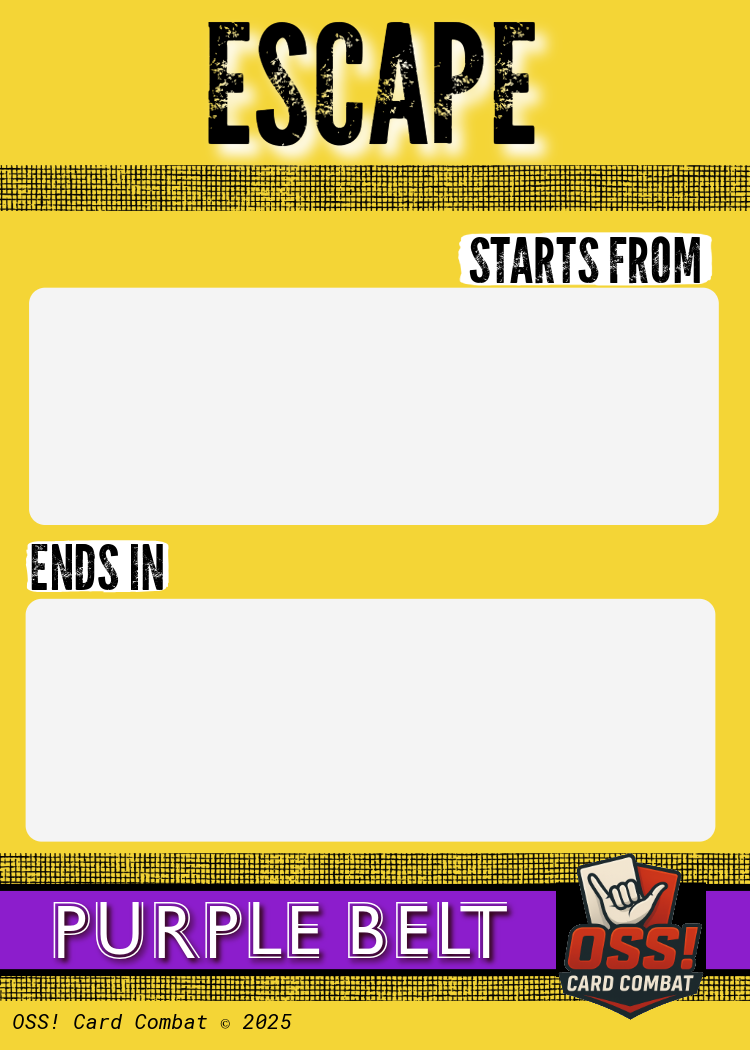 ESCAPE
STARTS FROM
ENDS IN
PURPLE BELT
OSS!
CARD COMBAT
OSS! Card Combat © 2025